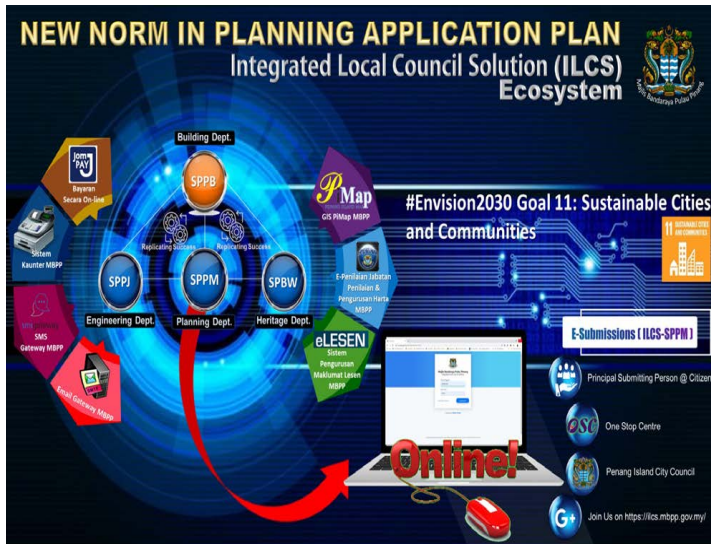 NEW NORM IN PLANNING APPLICATION PLAN
Integrated Local Council Solution (ILCS)
Ecosystem
Majlis Bandaraya Pulau Pinang
Building Dept.
SPPB
Replicating Success
Replicating Success
SPPJ
SPPM
SPBW
Engineering Dept.
Planning Dept.
Heritage Dept.
Jom
PAY
Bayaran
Secara On-line
Sistem
Kaunter MBPP
SMS
Gateway MBPP
Email Gateway MBPP
PMap
GIS PiMap MBPP
E-Penilaian Jabatan
Penilaian &
Pengurusan Harta
MBPP
eLESEN
Sistem
Pengurusan
Maklumat Lesen
MBPP
#Envision2030 Goal 11: Sustainable Cities
and Communities
11 SUSTAINABLE CITIES
AND COMMUNITIES
E-Submissions ( ILCS-SPPM )
Online!
Principal Submitting Person @ Citizen
OSC
One Stop Centre
Penang Island City Council
G+
Join Us on https://ilcs.mbpp.gov.my/